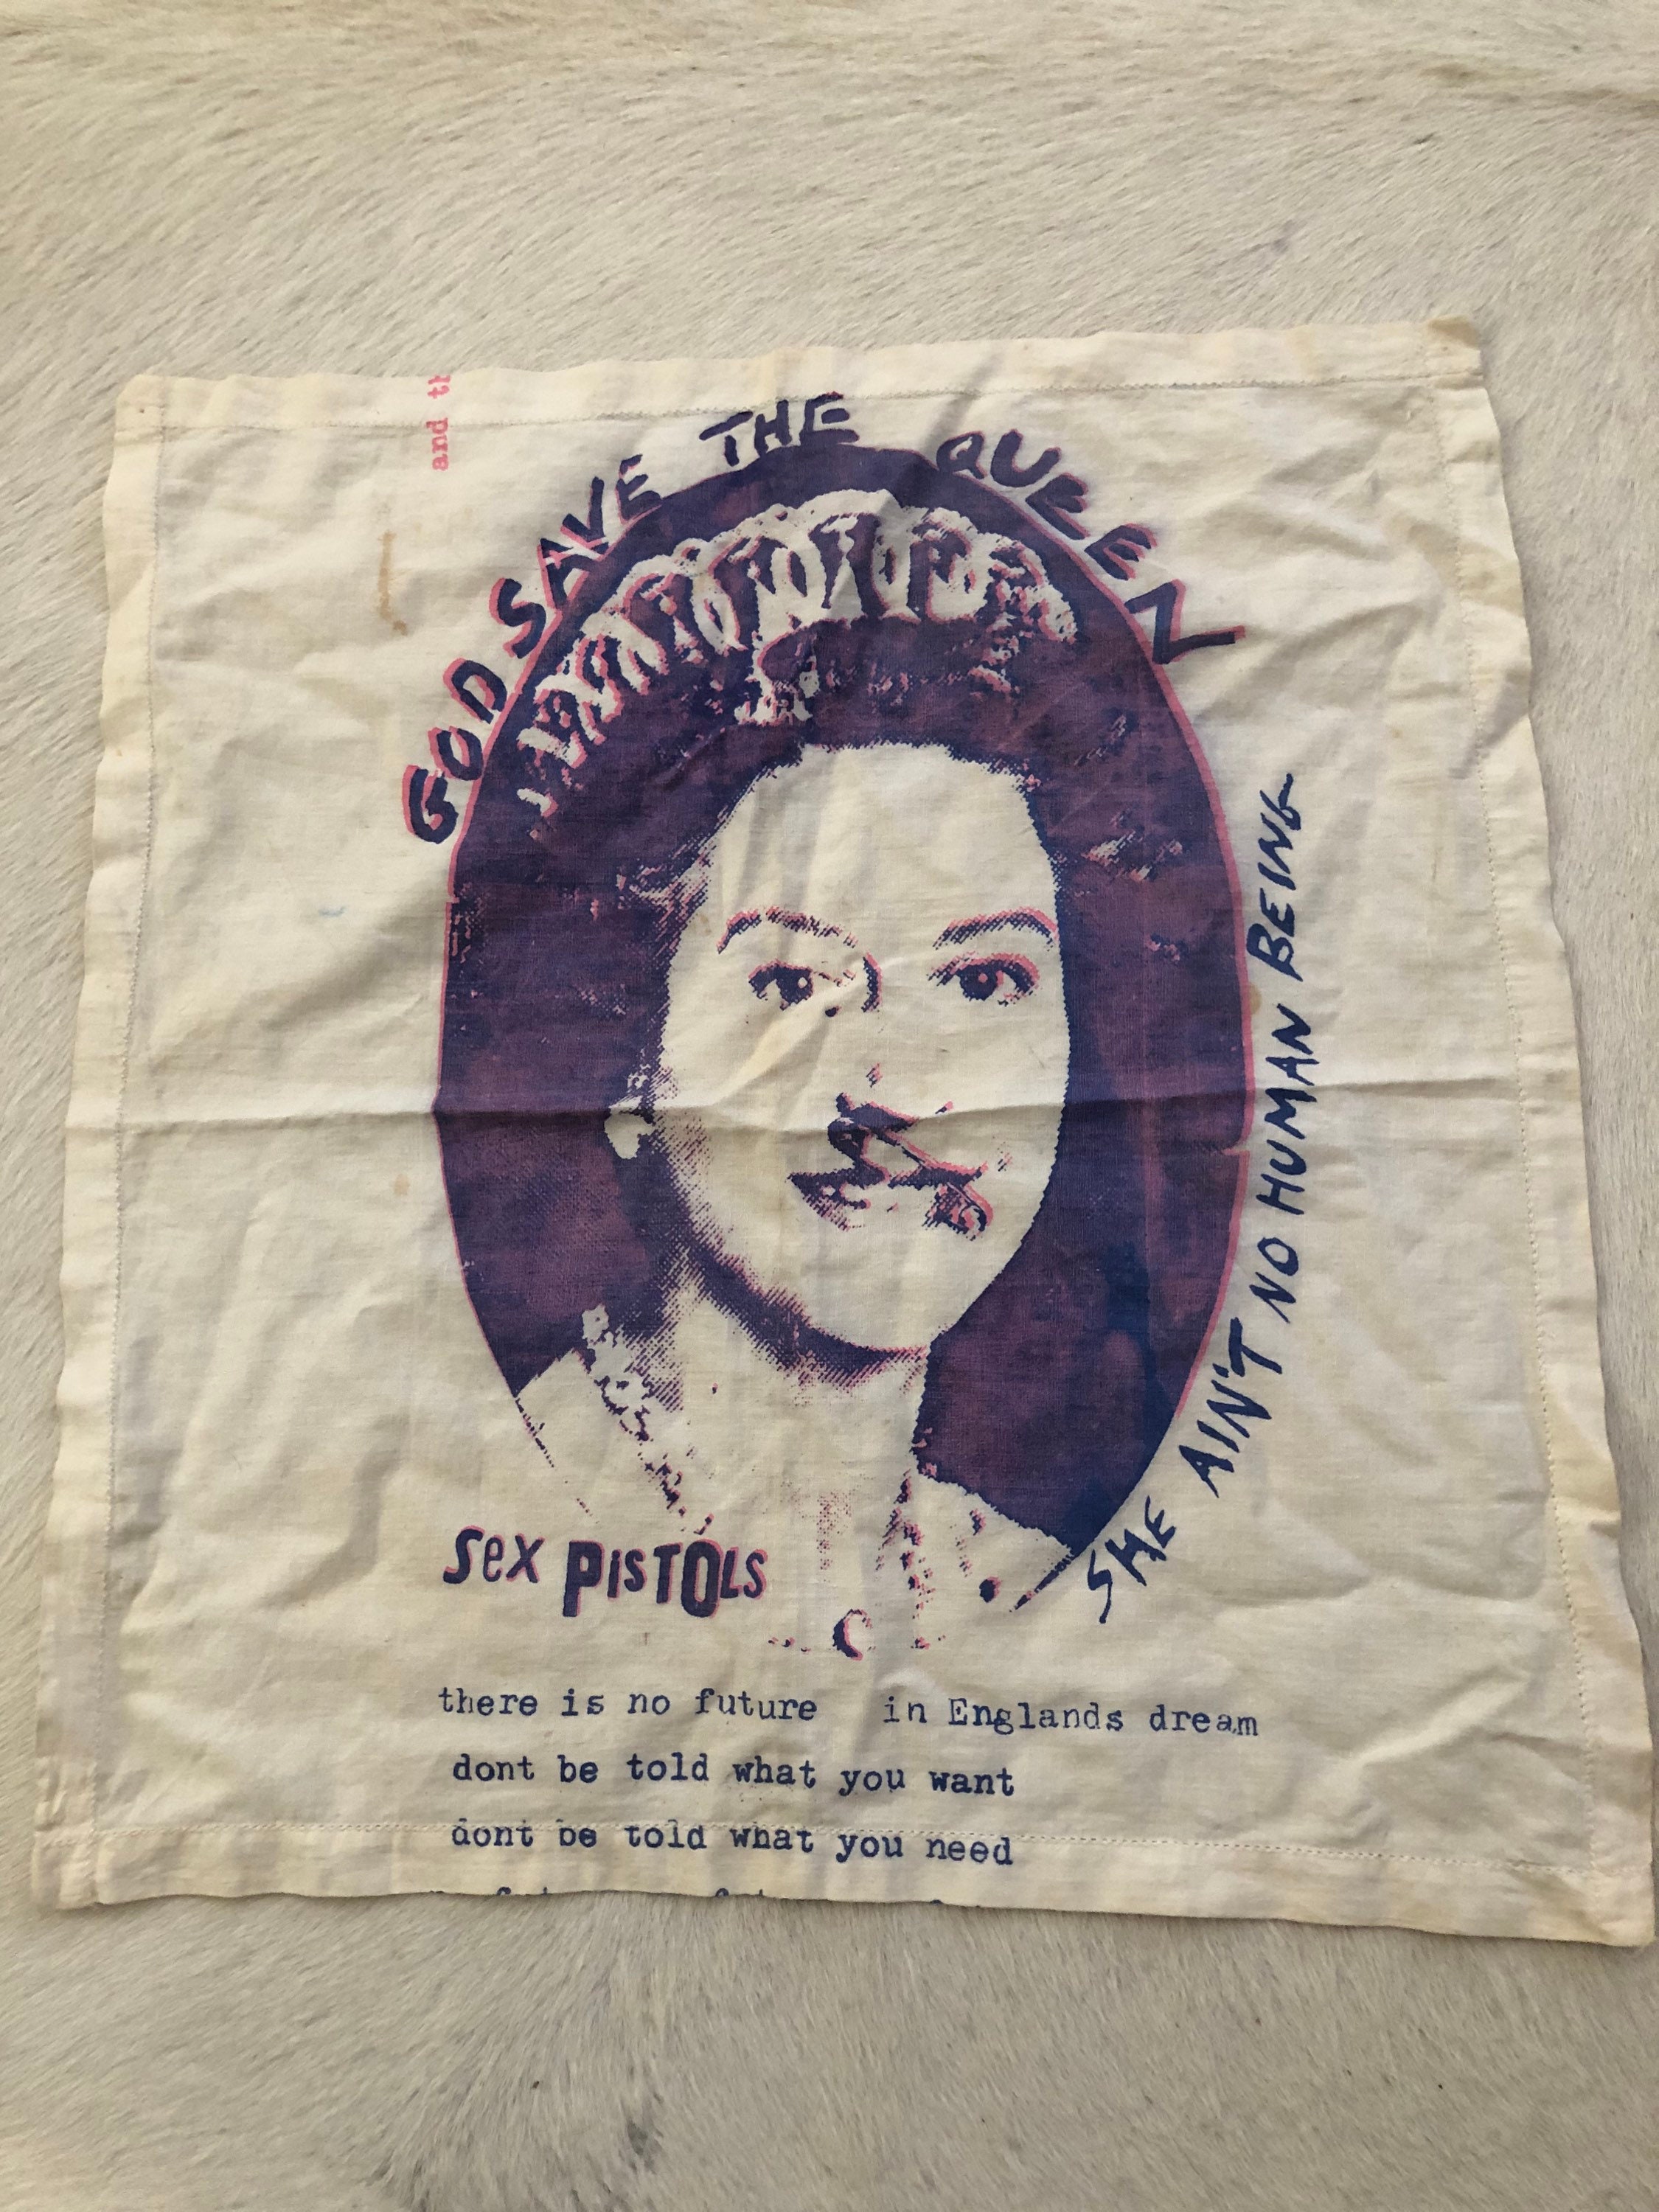 and th
GOD SAVE THE QUEEN
SHE AIN'T NO HUMAN BEING
Sex PISTOLS
there is no future in Englands dream
dont be told what you want
dont be told what you need